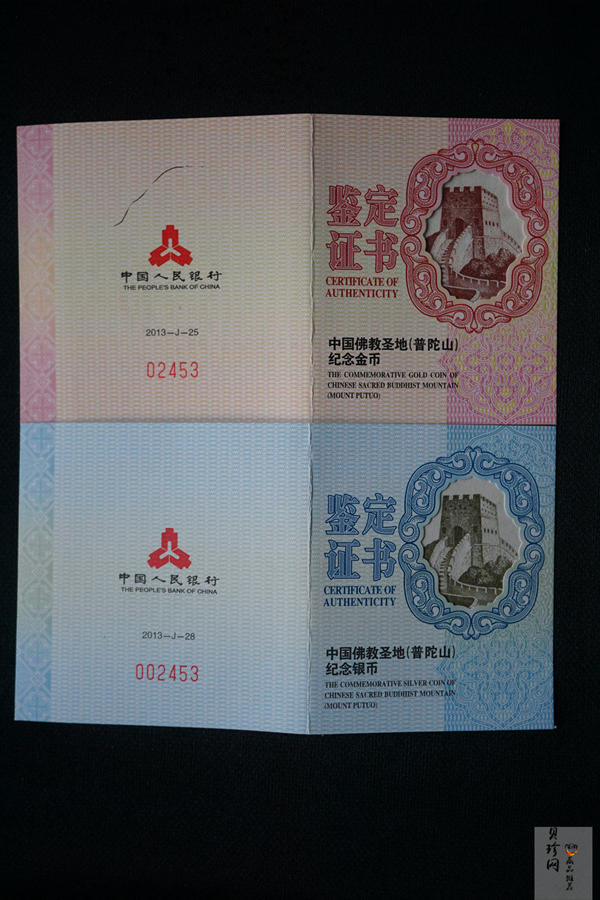 中国人民银行
THE PEOPLE'S BANK OF CHINA
2013-J-25
02453
鉴定
证书
CERTIFICATE OF
AUTHENTICITY
中国佛教圣地(普陀山)
纪念金币
THE COMMEMORATIVE GOLD COIN OF
CHINESE SACRED BUDDHIST MOUNTAIN
(MOUNT PUTUO)
中国人民银行
THE PEOPLE'S BANK OF CHINA
2013-J-28
002453
鉴定
证书
CERTIFICATE OF
AUTHENTICITY
中国佛教圣地(普陀山)
纪念银币
THE COMMEMORATIVE SILVER COIN OF
CHINESE SACRED BUDDHIST MOUNTAIN
(MOUNT PUTUO)
贝珍网